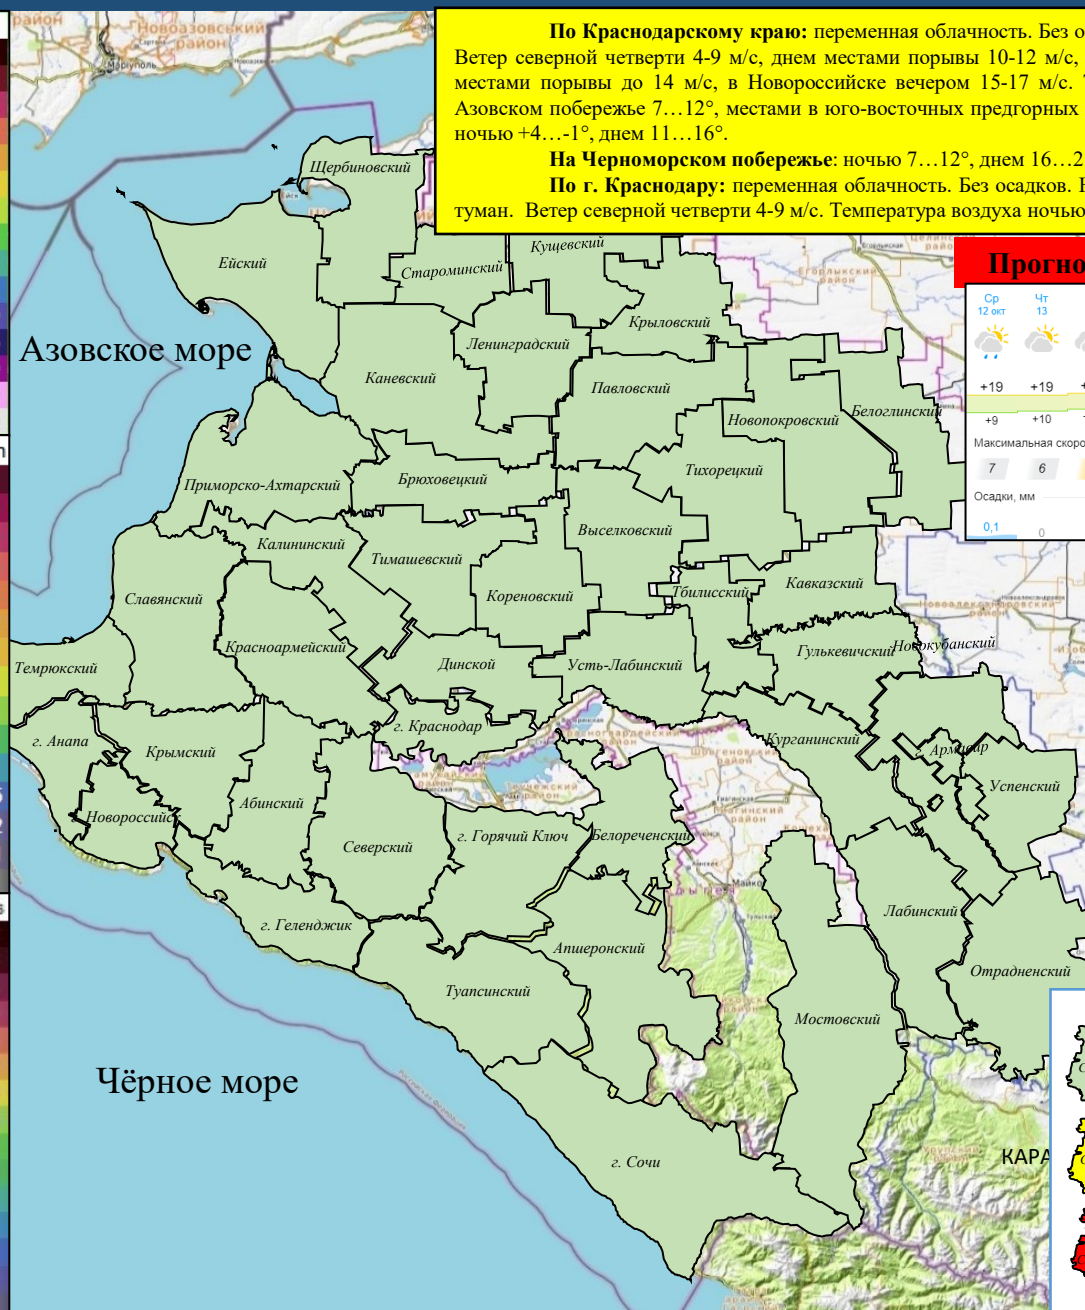 По Краснодарскому краю: переменная облачность. Без о
Ветер северной четверти 4-9 м/с, днем местами порывы 10-12 м/с,
местами порывы до 14 м/с, в Новороссийске вечером 15-17 м/с.
Азовском побережье 7…12°, местами в юго-восточных предгорных
ночью +4…-1°, днем 11…16°.
На Черноморском побережье: ночью 7…12°, днем 16…2
По г. Краснодару: переменная облачность. Без осадков.
туман. Ветер северной четверти 4-9 м/с. Температура воздуха ночью
район
Новоазовський
район
Маріуполь
Щербиновский
Ейский
Староминский
Кущевский
Егорлыкский
район
Прогно
Ср
12 окт
Чт
13
+19
+19
+9
+10
Максимальная скоро
7
6
Осадки, мм
0,1
0
Азовское море
Крыловский
Ленинградский
Каневский
Павловский
Новопокровский
Белоглинский
Тихорецкий
Приморско-Ахтарский
Брюховецкий
Выселковский
Калининский
Тимашевский
Кавказский
Тбилисский
Славянский
Кореновский
Красноармейский
Гулькевичский
Новокубанский
Темрюкский
Динской
Усть-Лабинский
г. Анапа
Крымский
г. Краснодар
Курганинский
г. Армавир
Успенский
Новороссийск
Абинский
Северский
г. Горячий Ключ
Белореченский
Майко
Лабинский
г. Геленджик
Апшеронский
Отрадненский
Туапсинский
Мостовский
Чёрное море
г. Сочи
КАРА